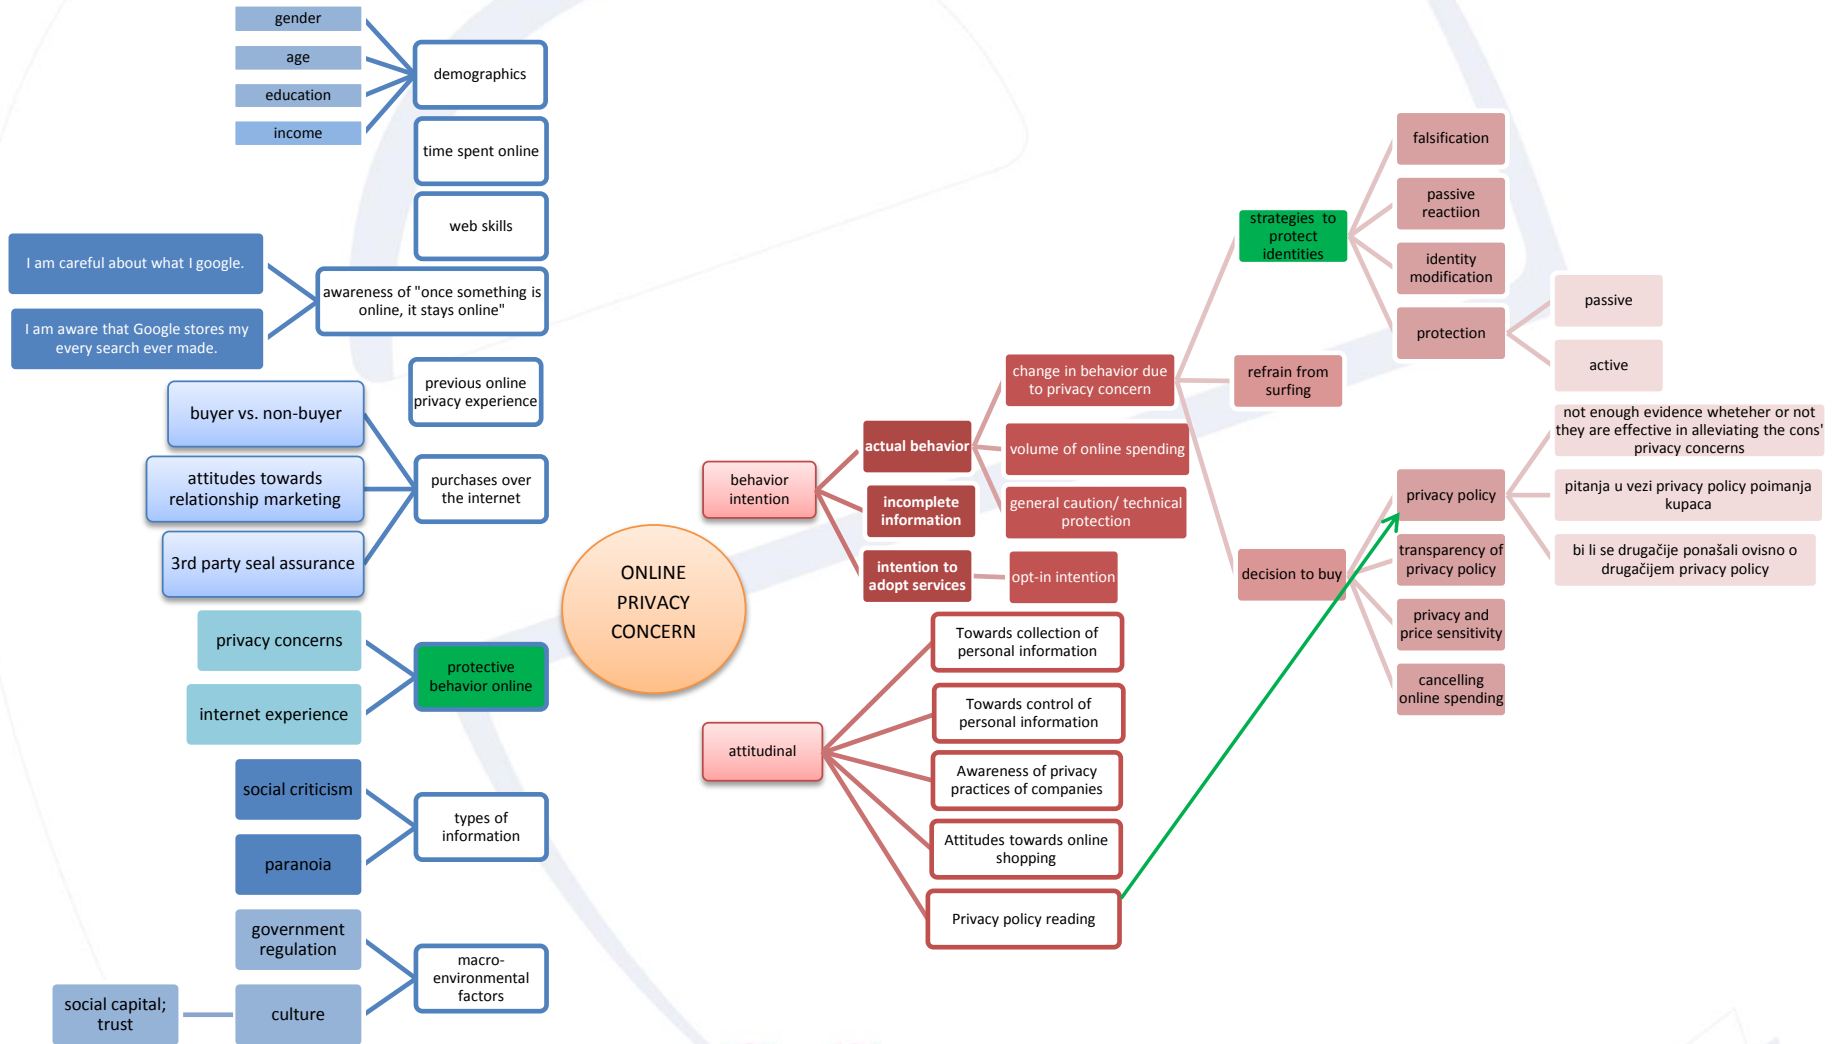 gender
age
education
income
demographics
time spent online
web skills
I am careful about what I google.
I am aware that Google stores my
every search ever made.
awareness of "once something is
online, it stays online"
previous online
privacy experience
buyer vs. non-buyer
attitudes towards
relationship marketing
3rd party seal assurance
purchases over
the internet
privacy concerns
internet experience
protective
behavior online
social criticism
paranoia
types of
information
government
regulation
culture
social capital;
trust
macro-
environmental
factors
ONLINE
PRIVACY
CONCERN
behavior
intention
actual behavior
incomplete
information
intention to
adopt services
change in behavior due
to privacy concern
volume of online spending
general caution/ technical
protection
opt-in intention
attitudinal
Towards collection of
personal information
Towards control of
personal information
Awareness of privacy
practices of companies
Attitudes towards online
shopping
Privacy policy reading
strategies to
protect
identities
refrain from
surfing
decision to buy
falsification
passive
reactiion
identity
modification
protection
passive
active
privacy policy
transparency of
privacy policy
privacy and
price sensitivity
cancelling
online spending
not enough evidence wheteher or not
they are effective in alleviating the cons'
privacy concerns
pitanja u vezi privacy policy poimanja
kupaca
bi li se drugačije ponašali ovisno o
drugačijem privacy policy